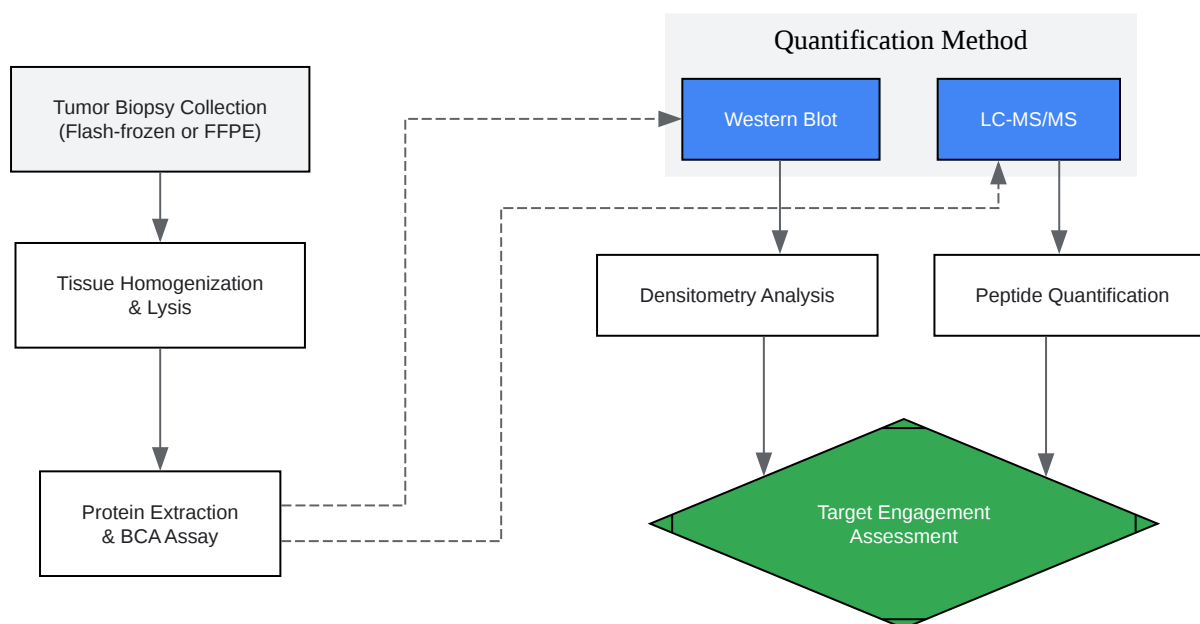 Tumor Biopsy Collection
(Flash-frozen or FFPE)
Tissue Homogenization
& Lysis
Protein Extraction
& BCA Assay
Quantification Method
Western Blot
LC-MS/MS
Densitometry Analysis
Peptide Quantification
Target Engagement
Assessment